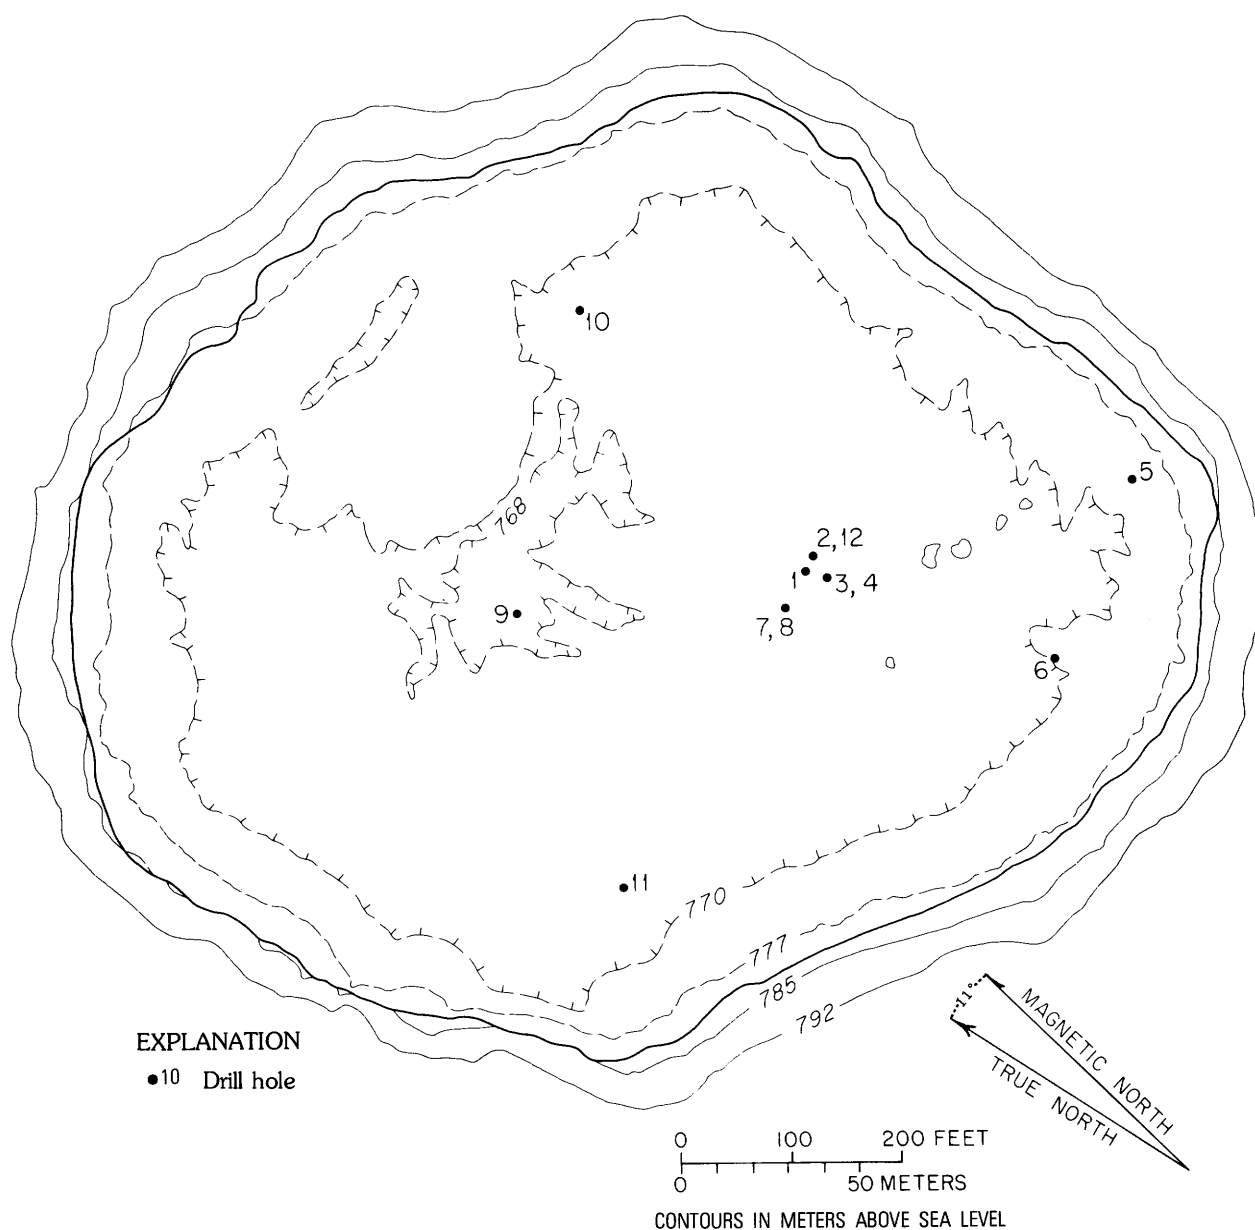 10
5
768
2,12
1
3, 4
9
7, 8
6
11
770
777
785
792
11°
MAGNETIC NORTH
TRUE NORTH
EXPLANATION
10 Drill hole
0 100 200 FEET
0 50 METERS
CONTOURS IN METERS ABOVE SEA LEVEL